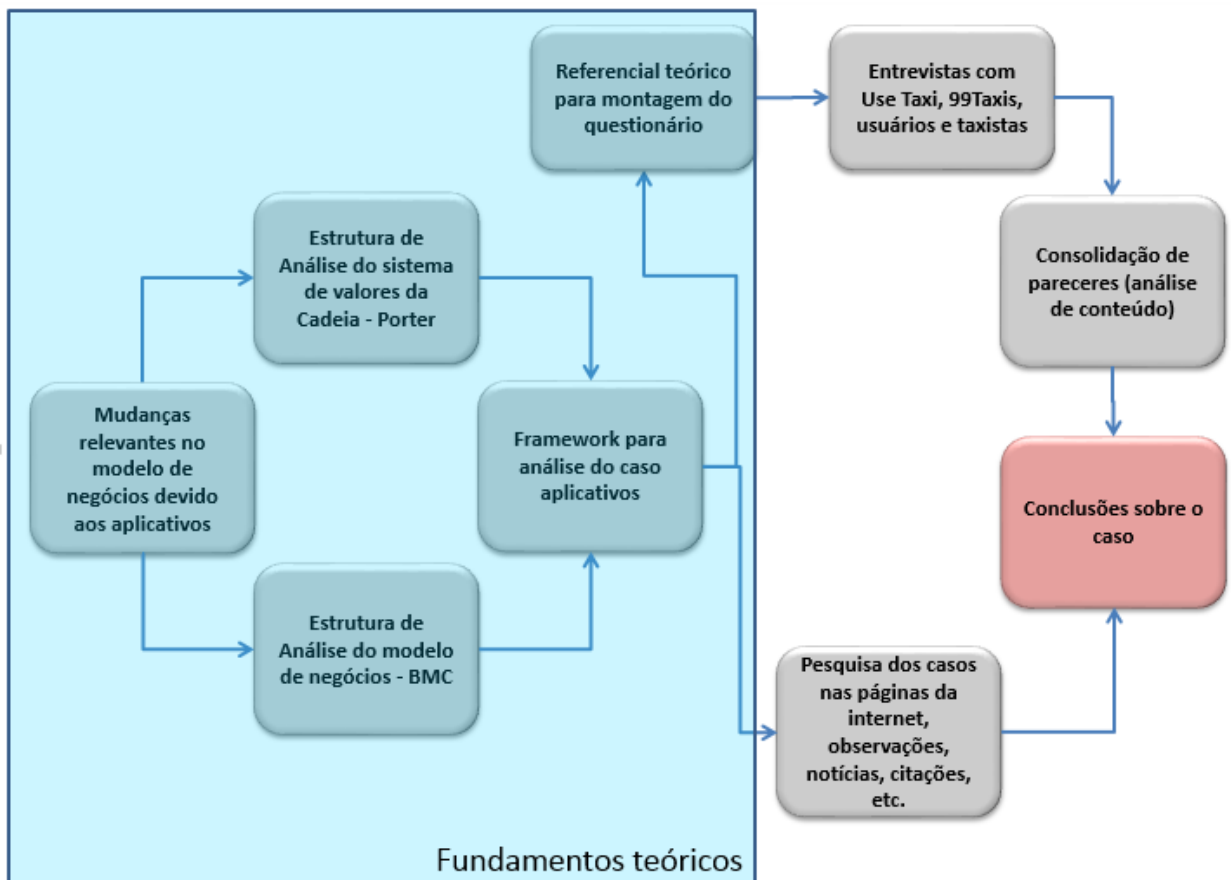 Referencial teórico
para montagem do
questionário
Entrevistas com
Use Taxi, 99Taxis,
usuários e taxistas
Estrutura de
Análise do sistema
de valores da
Cadeia - Porter
Consolidação de
pareceres (análise
de conteúdo)
Mudanças
relevantes no
modelo de
negócios devido
aos aplicativos
Framework para
análise do caso
aplicativos
Conclusões sobre o
caso
Estrutura de
Análise do modelo
de negócios - BMC
Pesquisa dos casos
nas páginas da
internet,
observações,
notícias, citações,
etc.
Fundamentos teóricos